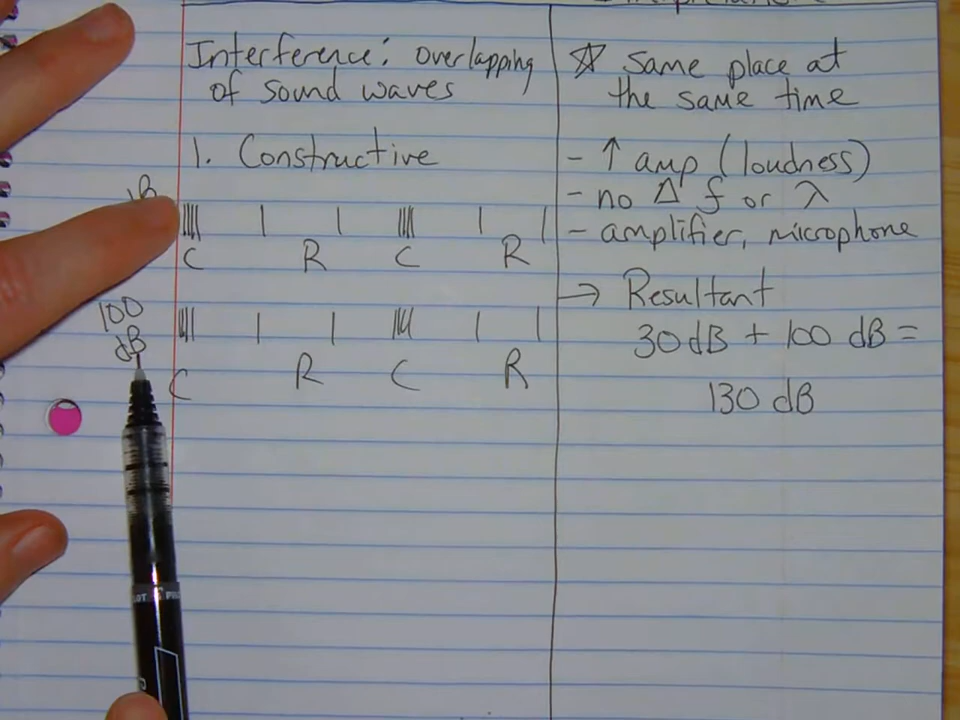 Interference: overlapping
of sound waves
1. Constructive
dB
C R C R
100
dB
C R C R
☆ same place at
the same time
- ↑ amp (loudness)
- no Δ f or λ
- amplifier, microphone
→ Resultant
30 dB + 100 dB =
130 dB